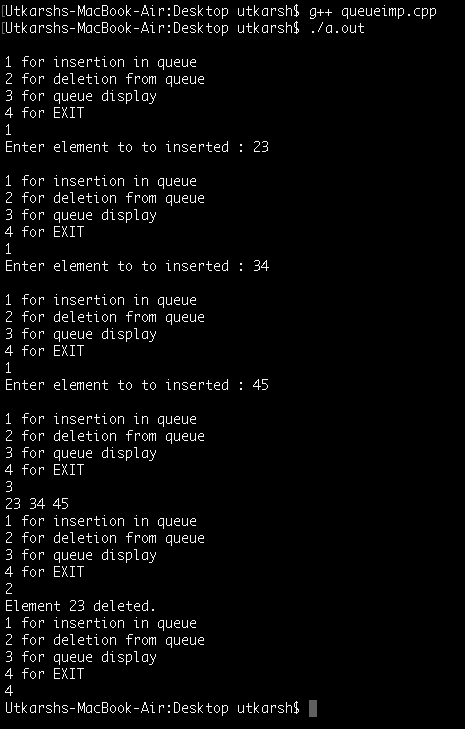 [Utkarshs-MacBook-Air:Desktop utkarsh$ g++ queueimp.cpp
[Utkarshs-MacBook-Air:Desktop utkarsh$ ./a.out
1 for insertion in queue
2 for deletion from queue
3 for queue display
4 for EXIT
1
Enter element to to inserted : 23
1 for insertion in queue
2 for deletion from queue
3 for queue display
4 for EXIT
1
Enter element to to inserted : 34
1 for insertion in queue
2 for deletion from queue
3 for queue display
4 for EXIT
1
Enter element to to inserted : 45
1 for insertion in queue
2 for deletion from queue
3 for queue display
4 for EXIT
3
23 34 45
1 for insertion in queue
2 for deletion from queue
3 for queue display
4 for EXIT
2
Element 23 deleted.
1 for insertion in queue
2 for deletion from queue
3 for queue display
4 for EXIT
4
Utkarshs-MacBook-Air:Desktop utkarsh$